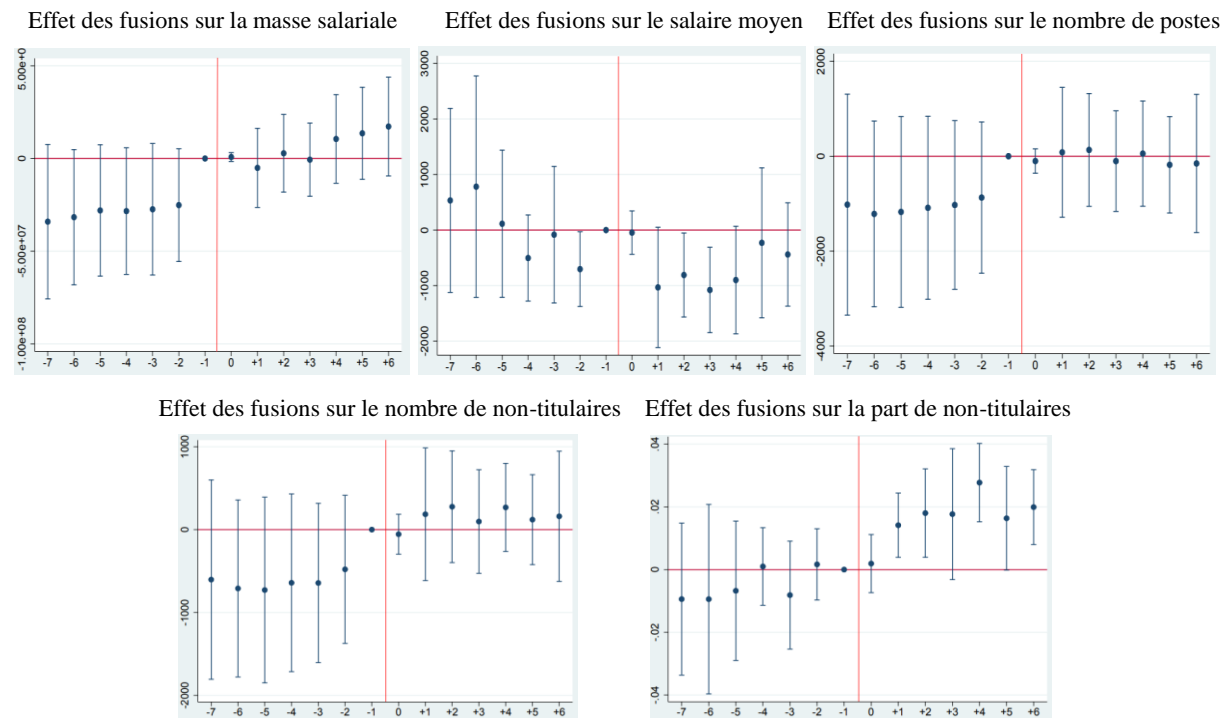 Effet des fusions sur la masse salariale
Effet des fusions sur le salaire moyen
Effet des fusions sur le nombre de postes
5.00e+0
0
-5.00e+07
-1.00e+08
-7 -6 -5 -4 -3 -2 -1 0 +1 +2 +3 +4 +5 +6
3000
2000
1000
0
-1000
-2000
-7 -6 -5 -4 -3 -2 -1 0 +1 +2 +3 +4 +5 +6
2000
0
-2000
-4000
-7 -6 -5 -4 -3 -2 -1 0 +1 +2 +3 +4 +5 +6
Effet des fusions sur le nombre de non-titulaires
Effet des fusions sur la part de non-titulaires
1000
0
-1000
-2000
-7 -6 -5 -4 -3 -2 -1 0 +1 +2 +3 +4 +5 +6
.04
.02
0
-.02
-.04
-7 -6 -5 -4 -3 -2 -1 0 +1 +2 +3 +4 +5 +6